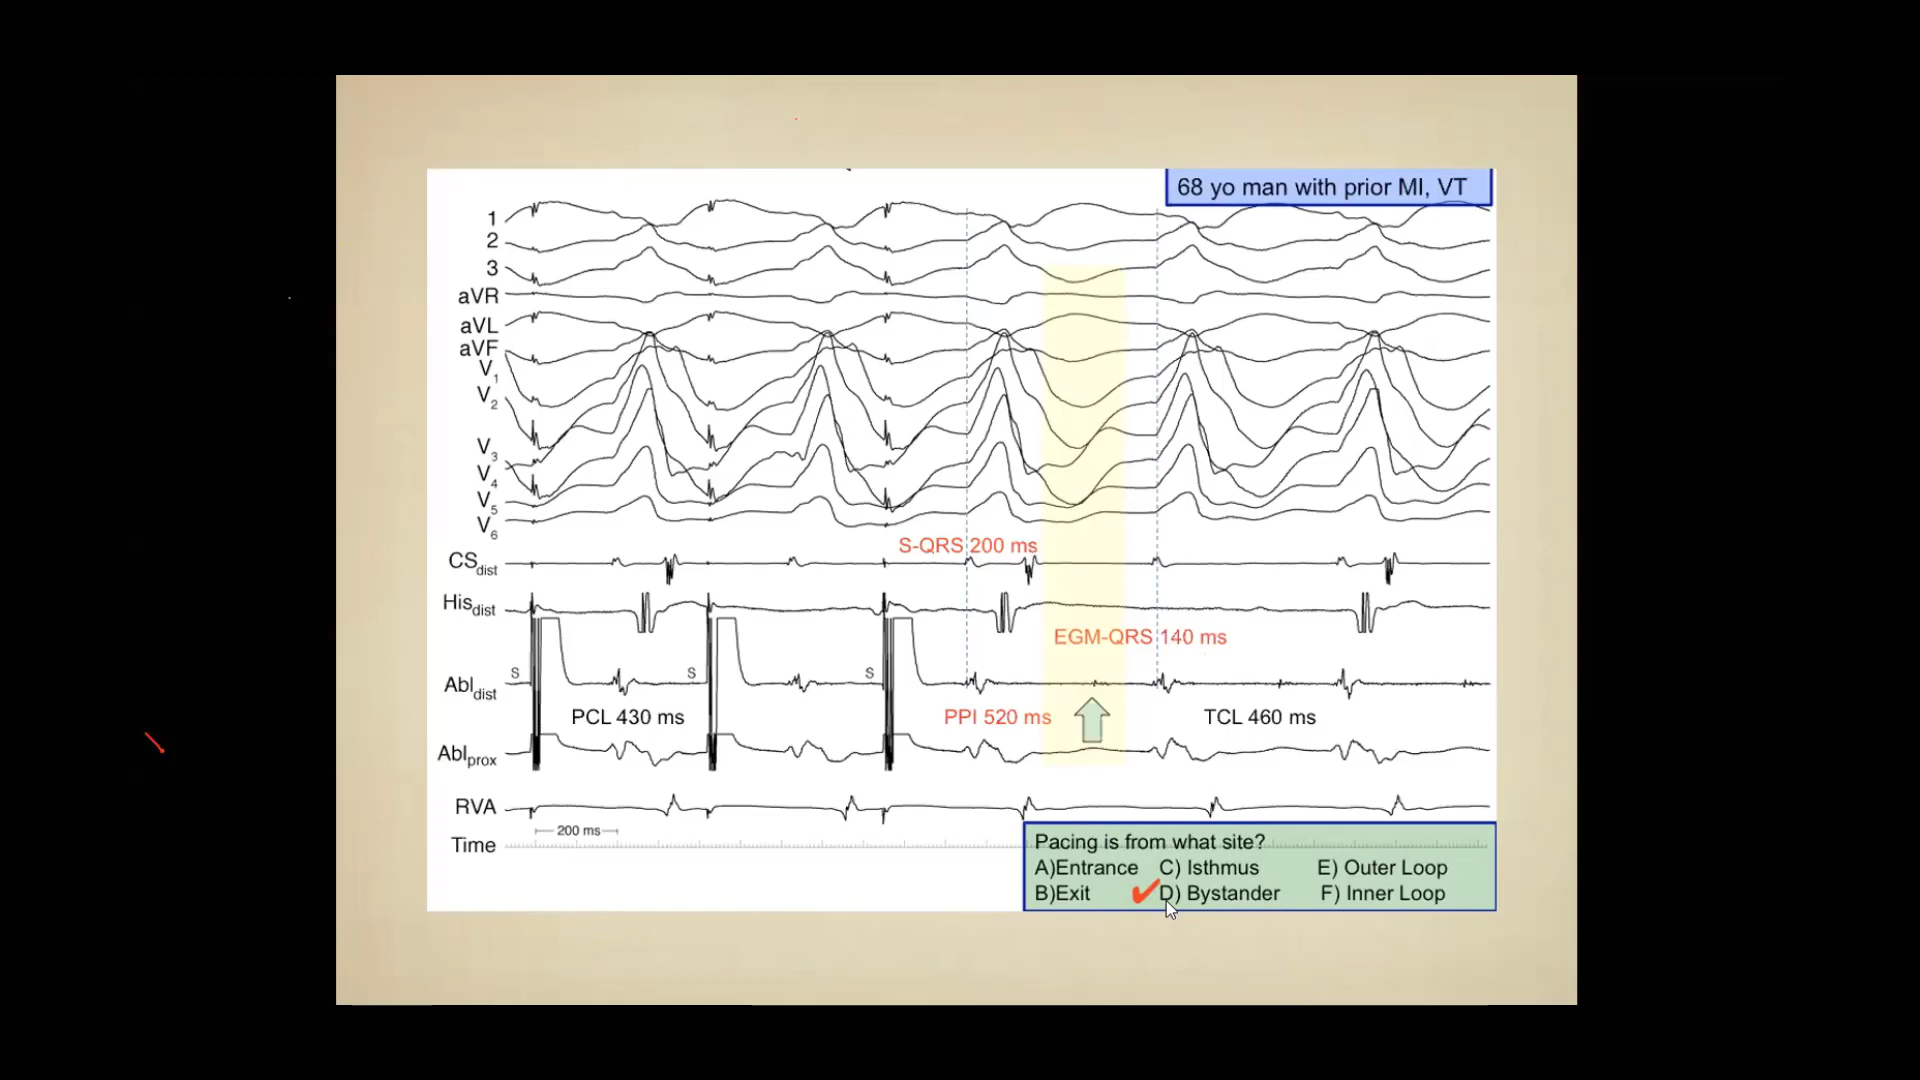 68 yo man with prior MI, VT
1
2
3
aVR
aVL
aVF
V1
V2
V3
V4
V5
V6
S-QRS 200 ms
CSdist
Hisdist
EGM-QRS 140 ms
S S S
Abldist
PCL 430 ms PPI 520 ms TCL 460 ms
Ablprox
RVA
200 ms
Time
Pacing is from what site?
A)Entrance C) Isthmus E) Outer Loop
B)Exit D) Bystander F) Inner Loop